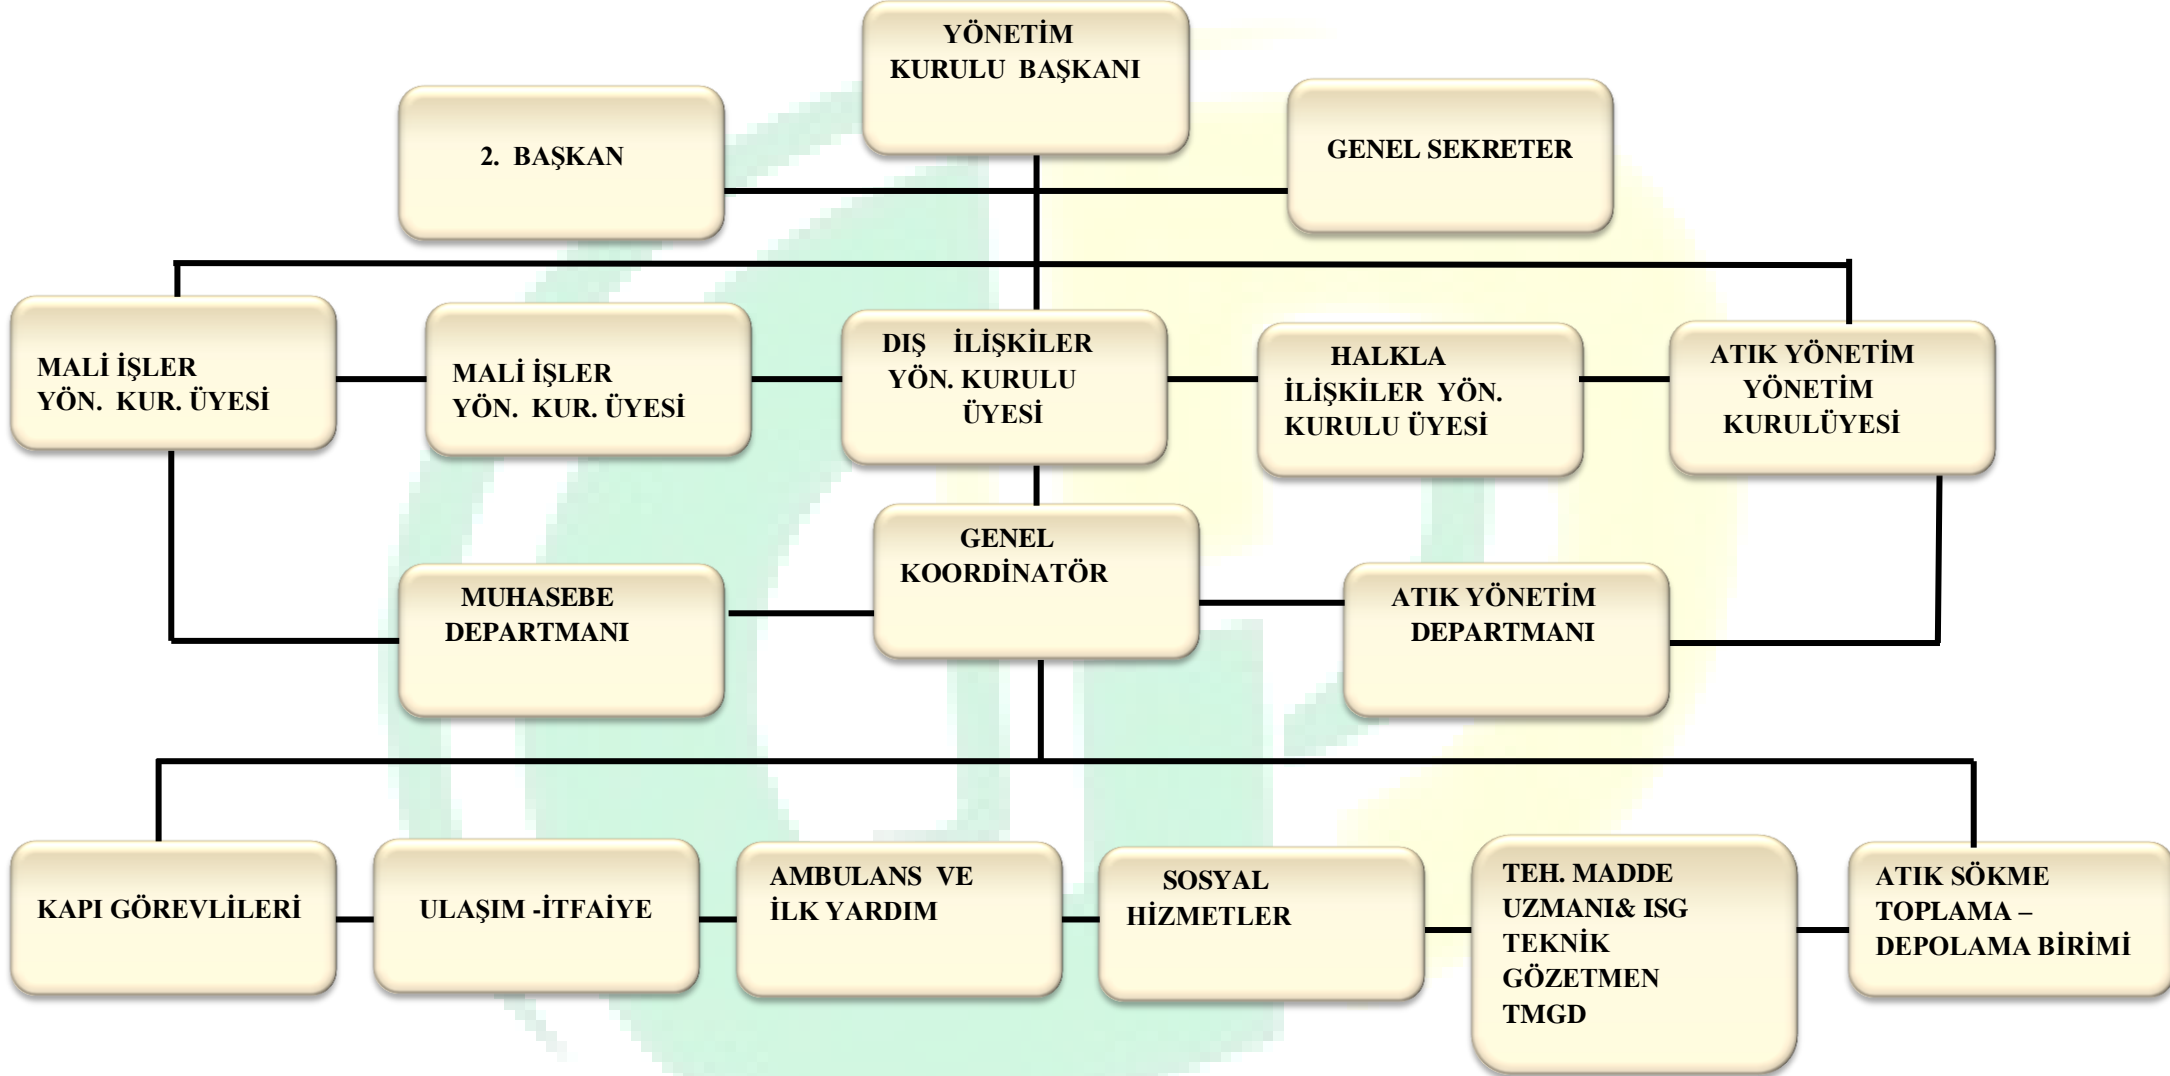 YÖNETİM
KURULU BAŞKANI
2. BAŞKAN
GENEL SEKRETER
MALİ İŞLER
YÖN. KUR. ÜYESİ
MALİ İŞLER
YÖN. KUR. ÜYESİ
DIŞ İLİŞKİLER
YÖN. KURULU
ÜYESİ
HALKLA
İLİŞKİLER YÖN.
KURULU ÜYESİ
ATIK YÖNETİM
YÖNETİM
KURULÜYESİ
GENEL
KOORDİNATÖR
MUHASEBE
DEPARTMANI
ATIK YÖNETİM
DEPARTMANI
KAPI GÖREVLİLERİ
ULAŞIM -İTFAİYE
AMBULANS VE
İLK YARDIM
SOSYAL
HİZMETLER
TEH. MADDE
UZMANI& ISG
TEKNİK
GÖZETMEN
TMGD
ATIK SÖKME
TOPLAMA –
DEPOLAMA BİRİMİ